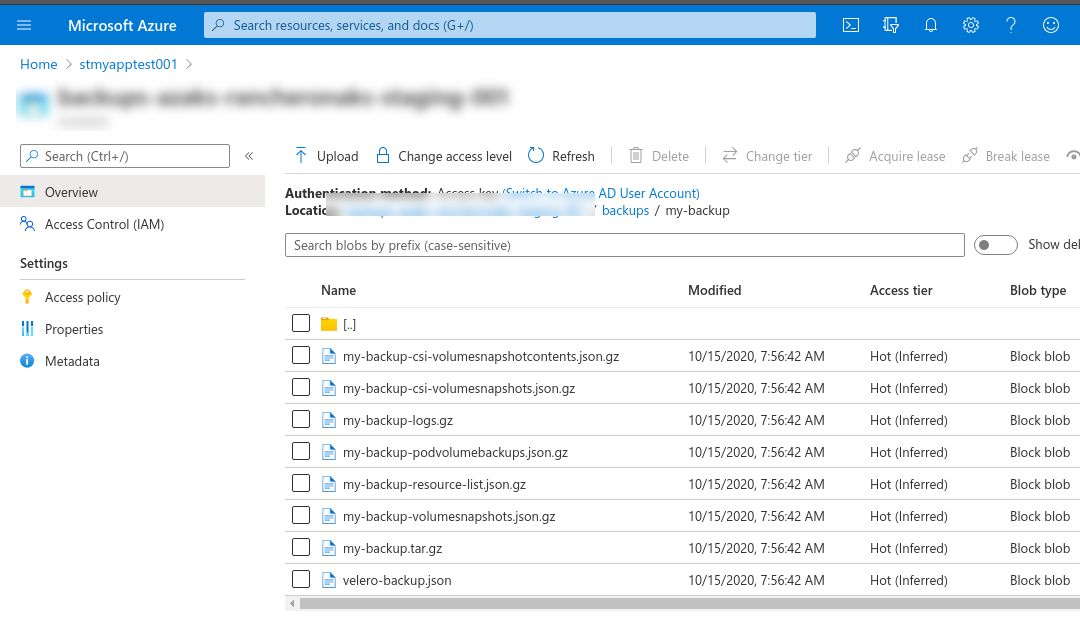 Microsoft Azure
Search resources, services, and docs (G+/)
Home > stmyapptest001 >
backups-azaks-rancheronaks-staging-001
Search (Ctrl+/)
«
Upload
Change access level
Refresh
Delete
Change tier
Acquire lease
Break lease
Overview
Access Control (IAM)
Settings
Access policy
Properties
Metadata
Authentication method: Access key (Switch to Azure AD User Account)
/ backups / my-backup
Search blobs by prefix (case-sensitive)
Show del
Name Modified Access tier Blob type
[..]
my-backup-csi-volumesnapshotcontents.json.gz 10/15/2020, 7:56:42 AM Hot (Inferred) Block blob
my-backup-csi-volumesnapshots.json.gz 10/15/2020, 7:56:42 AM Hot (Inferred) Block blob
my-backup-logs.gz 10/15/2020, 7:56:42 AM Hot (Inferred) Block blob
my-backup-podvolumebackups.json.gz 10/15/2020, 7:56:42 AM Hot (Inferred) Block blob
my-backup-resource-list.json.gz 10/15/2020, 7:56:42 AM Hot (Inferred) Block blob
my-backup-volumesnapshots.json.gz 10/15/2020, 7:56:42 AM Hot (Inferred) Block blob
my-backup.tar.gz 10/15/2020, 7:56:42 AM Hot (Inferred) Block blob
velero-backup.json 10/15/2020, 7:56:42 AM Hot (Inferred) Block blob